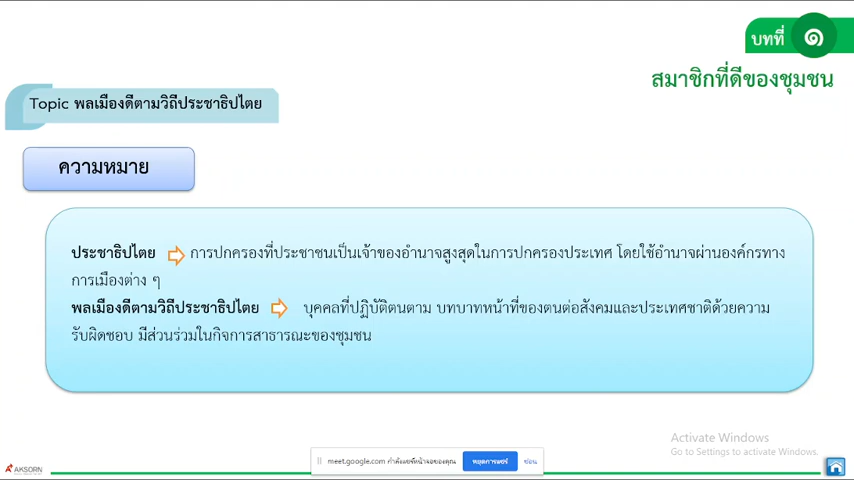 บทที่ ๑
สมาชิกที่ดีของชุมชน
Topic พลเมืองดีตามวิถีประชาธิปไตย
ความหมาย
ประชาธิปไตย การปกครองที่ประชาชนเป็นเจ้าของอำนาจสูงสุดในการปกครองประเทศ โดยใช้อำนาจผ่านองค์กรทาง
การเมืองต่าง ๆ
พลเมืองดีตามวิถีประชาธิปไตย บุคคลที่ปฏิบัติตนตาม บทบาทหน้าที่ของตนต่อสังคมและประเทศชาติด้วยความ
รับผิดชอบ มีส่วนร่วมในกิจการสาธารณะของชุมชน
Activate Windows
Go to Settings to activate Windows.
meet.google.com กำลังแชร์หน้าจอของคุณ หยุดการแชร์ ซ่อน
AKSORN